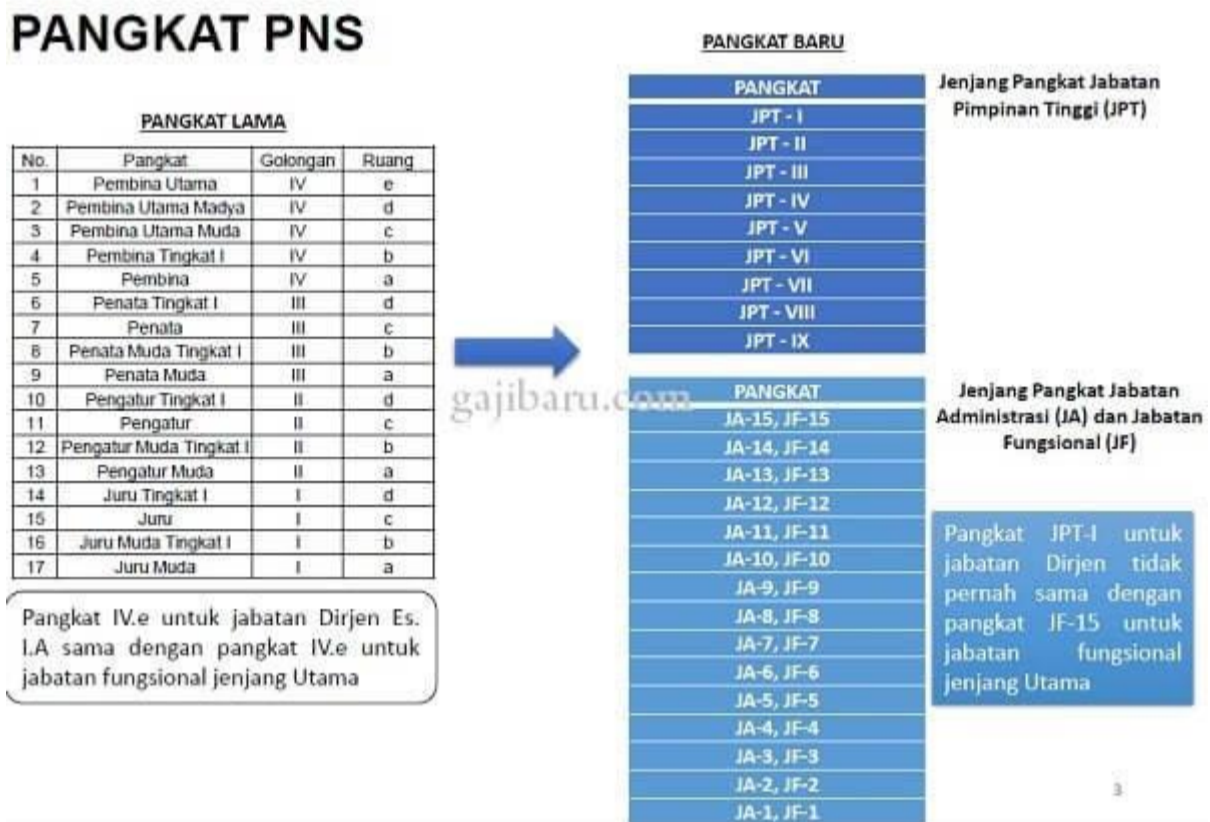 PANGKAT PNS
PANGKAT LAMA
No. Pangkat Golongan Ruang
1 Pembina Utama IV e
2 Pembina Utama Madya IV d
3 Pembina Utama Muda IV c
4 Pembina Tingkat I IV b
5 Pembina IV a
6 Penata Tingkat I III d
7 Penata III c
8 Penata Muda Tingkat I III b
9 Penata Muda III a
10 Pengatur Tingkat I II d
11 Pengatur II c
12 Pengatur Muda Tingkat I II b
13 Pengatur Muda II a
14 Juru Tingkat I I d
15 Juru I c
16 Juru Muda Tingkat I I b
17 Juru Muda I a
Pangkat IV.e untuk jabatan Dirjen Es.
I.A sama dengan pangkat IV.e untuk
jabatan fungsional jenjang Utama
gajibaru.com
PANGKAT BARU
PANGKAT
JPT - I
JPT - II
JPT - III
JPT - IV
JPT - V
JPT - VI
JPT - VII
JPT - VIII
JPT - IX
Jenjang Pangkat Jabatan
Pimpinan Tinggi (JPT)
PANGKAT
JA-15, JF-15
JA-14, JF-14
JA-13, JF-13
JA-12, JF-12
JA-11, JF-11
JA-10, JF-10
JA-9, JF-9
JA-8, JF-8
JA-7, JF-7
JA-6, JF-6
JA-5, JF-5
JA-4, JF-4
JA-3, JF-3
JA-2, JF-2
JA-1, JF-1
Jenjang Pangkat Jabatan
Administrasi (JA) dan Jabatan
Fungsional (JF)
Pangkat JPT-I untuk
jabatan Dirjen tidak
pernah sama dengan
pangkat JF-15 untuk
jabatan fungsional
jenjang Utama
3